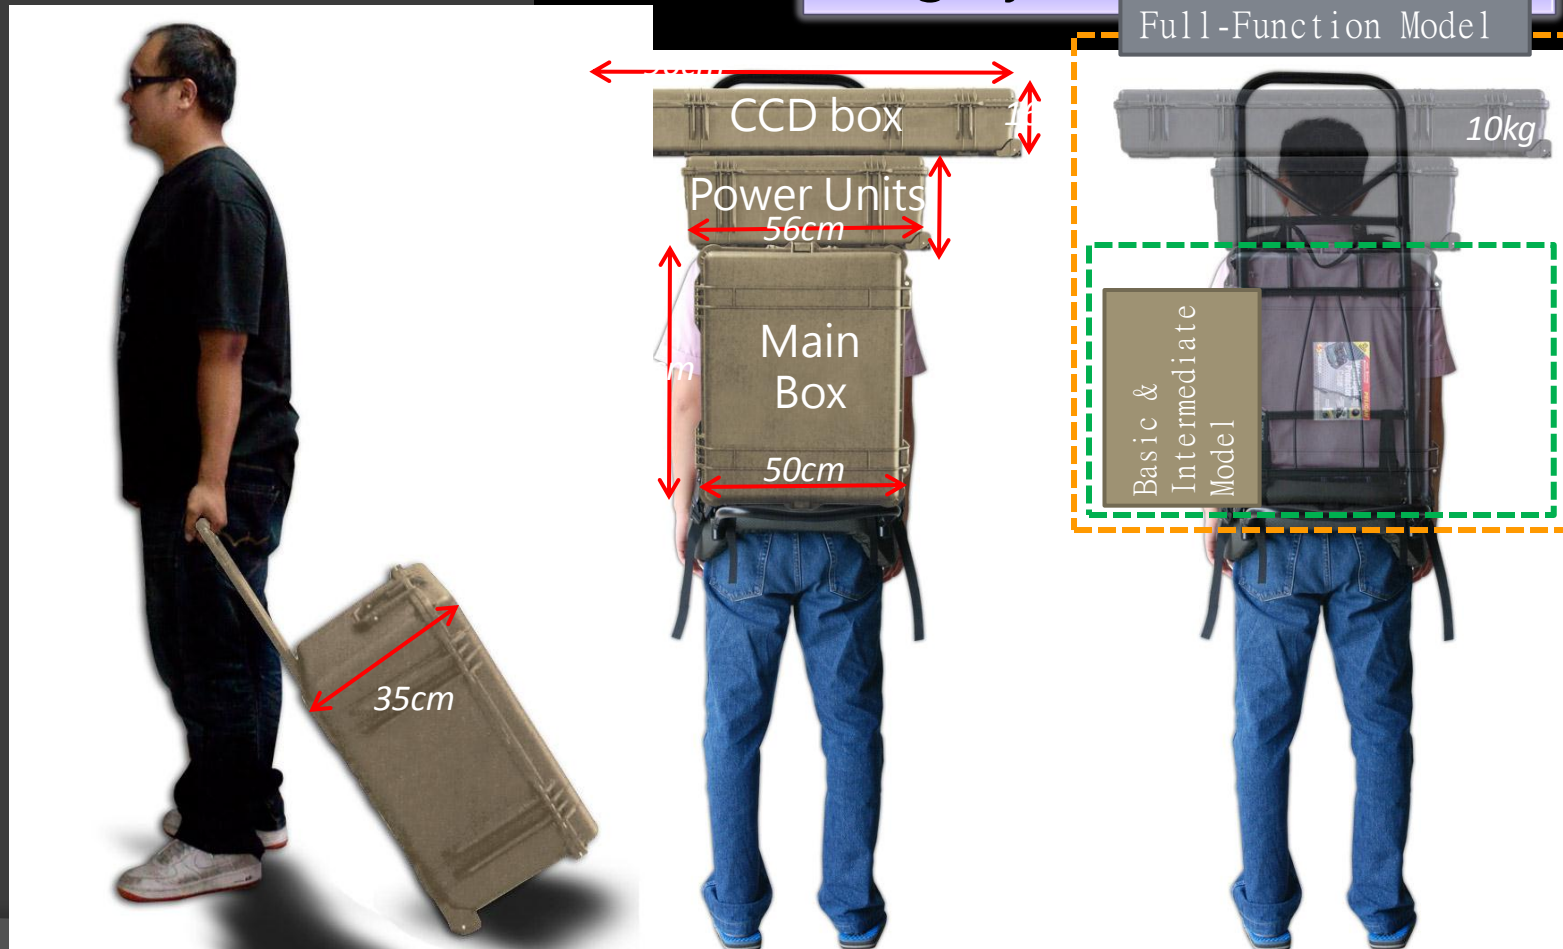 Full-Function Model
CCD box
10kg
Power Units
56cm
Main
Box
50cm
Basic &
Intermediate
Model
35cm